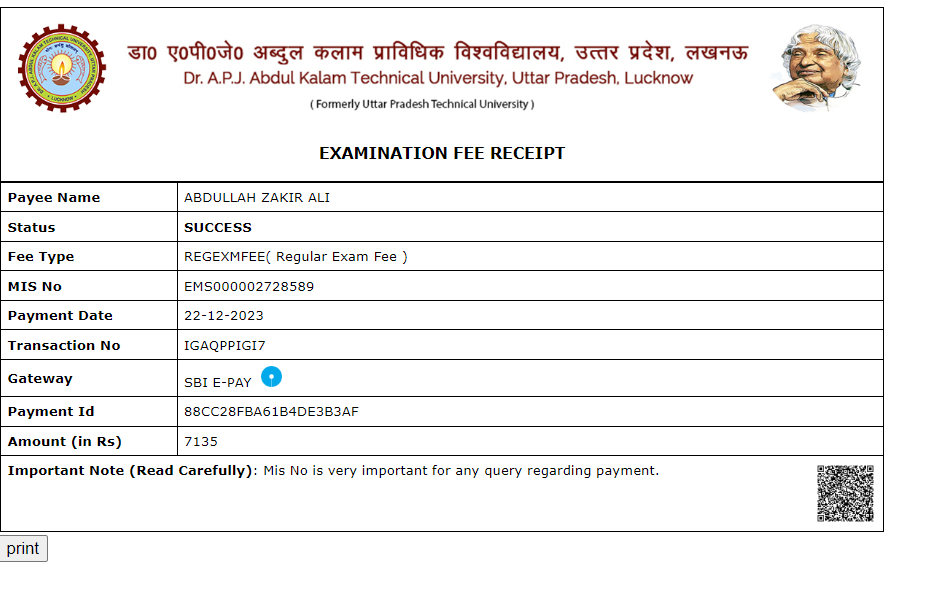 डा0 ए0पी0जे0 अब्दुल कलाम प्राविधिक विश्वविद्यालय, उत्तर प्रदेश, लखनऊ
Dr. A.P.J. Abdul Kalam Technical University, Uttar Pradesh, Lucknow
( Formerly Uttar Pradesh Technical University )
EXAMINATION FEE RECEIPT
Payee Name ABDULLAH ZAKIR ALI
Status SUCCESS
Fee Type REGEXMFEE( Regular Exam Fee )
MIS No EMS000002728589
Payment Date 22-12-2023
Transaction No IGAQPPIGI7
Gateway SBI E-PAY
Payment Id 88CC28FBA61B4DE3B3AF
Amount (in Rs) 7135
Important Note (Read Carefully): Mis No is very important for any query regarding payment.
print